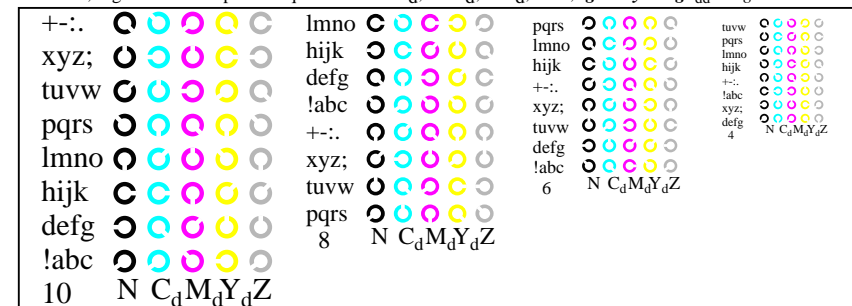 +-:.
xyz;
tuvw
pqrs
lmno
hijk
defg
!abc
10 N CdMdYdZ
lmno
hijk
defg
!abc
+-:.
xyz;
tuvw
pqrs
8 N CdMdYdZ
pqrs
lmno
hijk
+-:.
xyz;
tuvw
defg
!abc
6 N CdMdYdZ
tuvw
pqrs
lmno
hijk
+-:.
!abc
xyz;
defg
4 N CdMdYdZ